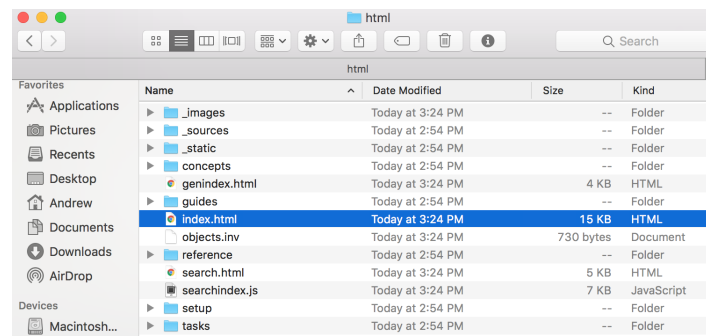 html
Search
html
Favorites
Applications
Pictures
Recents
Desktop
Andrew
Documents
Downloads
AirDrop
Devices
Macintosh...
Name Date Modified Size Kind
_images Today at 3:24 PM -- Folder
_sources Today at 2:54 PM -- Folder
_static Today at 2:54 PM -- Folder
concepts Today at 2:54 PM -- Folder
genindex.html Today at 3:24 PM 4 KB HTML
guides Today at 2:54 PM -- Folder
index.html Today at 3:24 PM 15 KB HTML
objects.inv Today at 3:24 PM 730 bytes Document
reference Today at 2:54 PM -- Folder
search.html Today at 3:24 PM 5 KB HTML
searchindex.js Today at 3:24 PM 7 KB JavaScript
setup Today at 2:54 PM -- Folder
tasks Today at 2:54 PM -- Folder